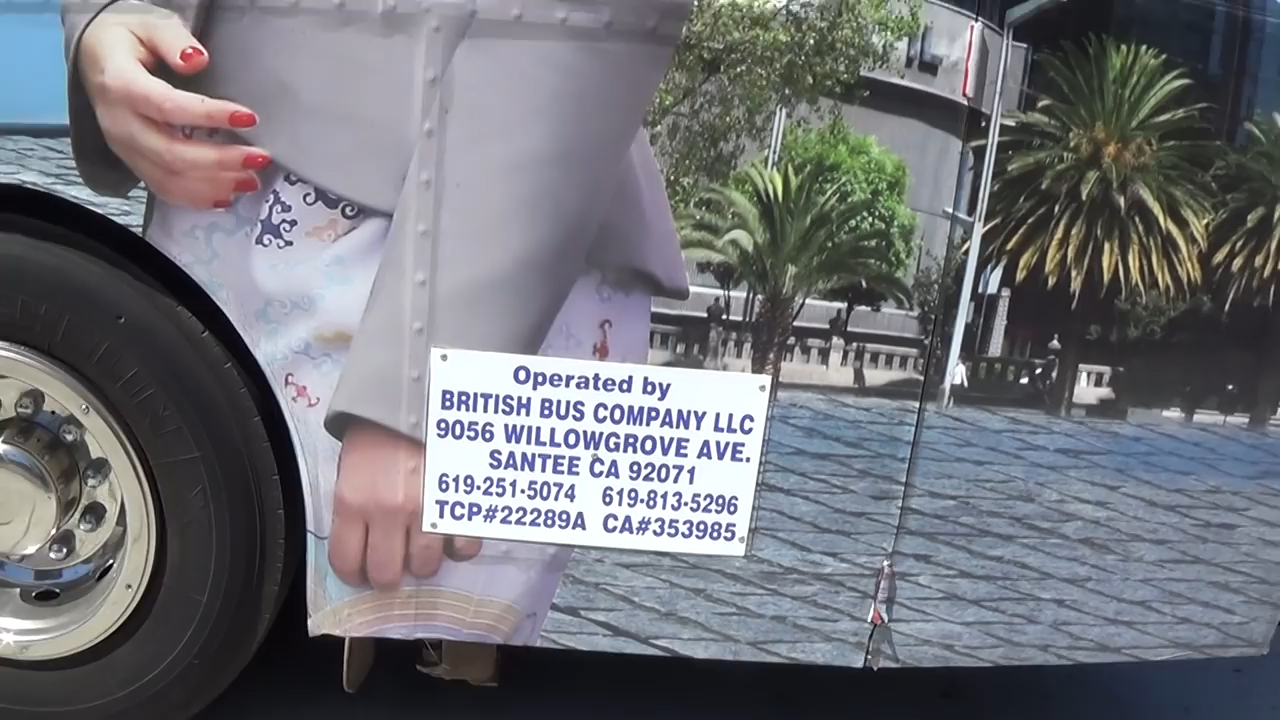 Operated by
BRITISH BUS COMPANY LLC
9056 WILLOWGROVE AVE.
SANTEE CA 92071
619-251-5074 619-813-5296
TCP#22289A CA#353985